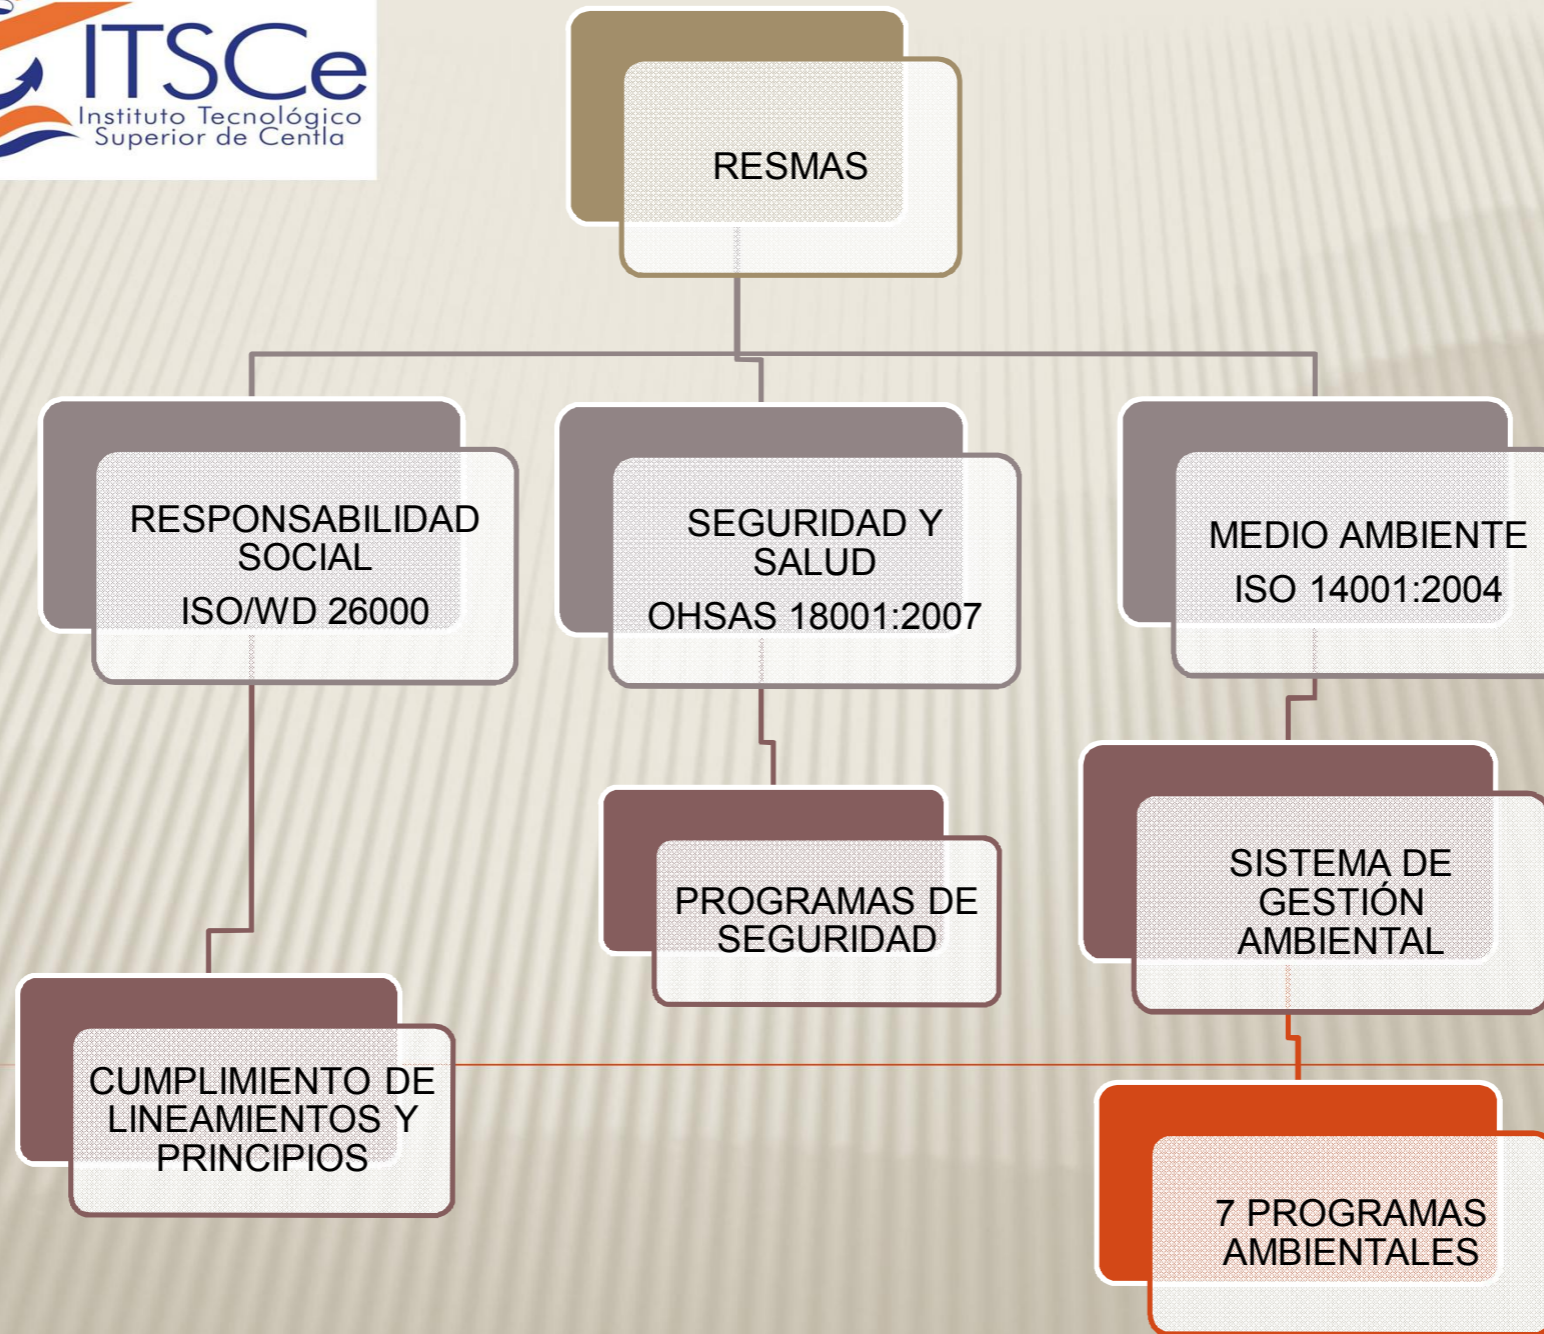 ITSCe
Instituto Tecnológico
Superior de Centla
RESMAS
RESPONSABILIDAD
SOCIAL
ISO/WD 26000
SEGURIDAD Y
SALUD
OHSAS 18001:2007
MEDIO AMBIENTE
ISO 14001:2004
PROGRAMAS DE
SEGURIDAD
SISTEMA DE
GESTIÓN
AMBIENTAL
CUMPLIMIENTO DE
LINEAMIENTOS Y
PRINCIPIOS
7 PROGRAMAS
AMBIENTALES